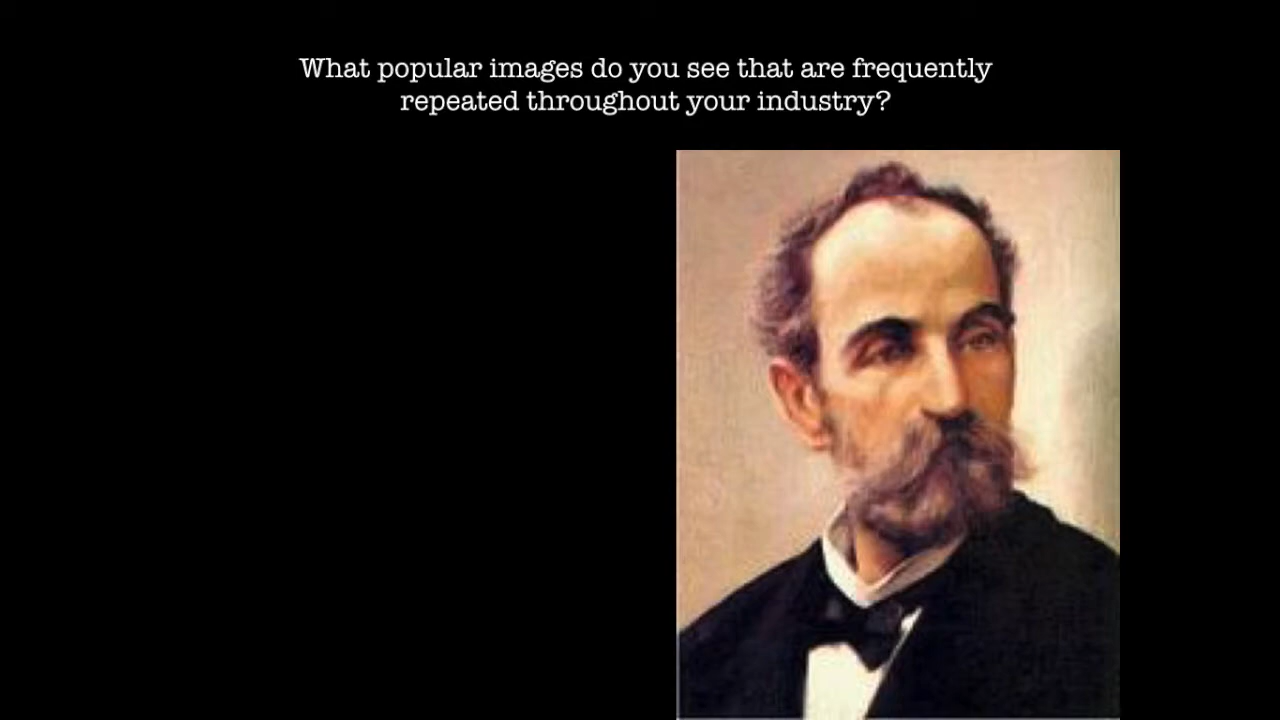 What popular images do you see that are frequently
repeated throughout your industry?